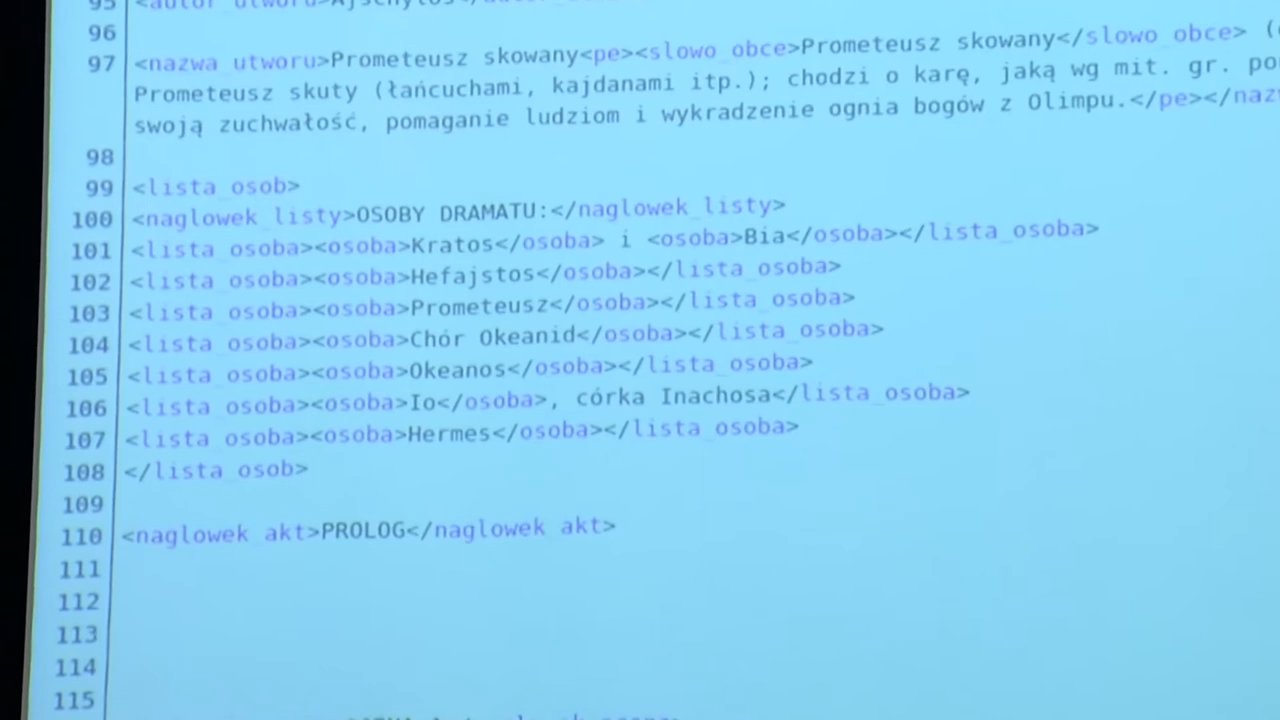 95 <autor_utworu>Ajschylos</autor
96
97 <nazwa_utworu>Prometeusz skowany<pe><slowo_obce>Prometeusz skowany</slowo_obce> (
Prometeusz skuty (łańcuchami, kajdanami itp.); chodzi o karę, jaką wg mit. gr. po
swoją zuchwałość, pomaganie ludziom i wykradzenie ognia bogów z Olimpu.</pe></naz
98
99 <lista_osob>
100 <naglowek_listy>OSOBY DRAMATU:</naglowek_listy>
101 <lista_osoba><osoba>Kratos</osoba> i <osoba>Bia</osoba></lista_osoba>
102 <lista_osoba><osoba>Hefajstos</osoba></lista_osoba>
103 <lista_osoba><osoba>Prometeusz</osoba></lista_osoba>
104 <lista_osoba><osoba>Chór Okeanid</osoba></lista_osoba>
105 <lista_osoba><osoba>Okeanos</osoba></lista_osoba>
106 <lista_osoba><osoba>Io</osoba>, córka Inachosa</lista_osoba>
107 <lista_osoba><osoba>Hermes</osoba></lista_osoba>
108 </lista_osob>
109
110 <naglowek_akt>PROLOG</naglowek_akt>
111
112
113
114
115